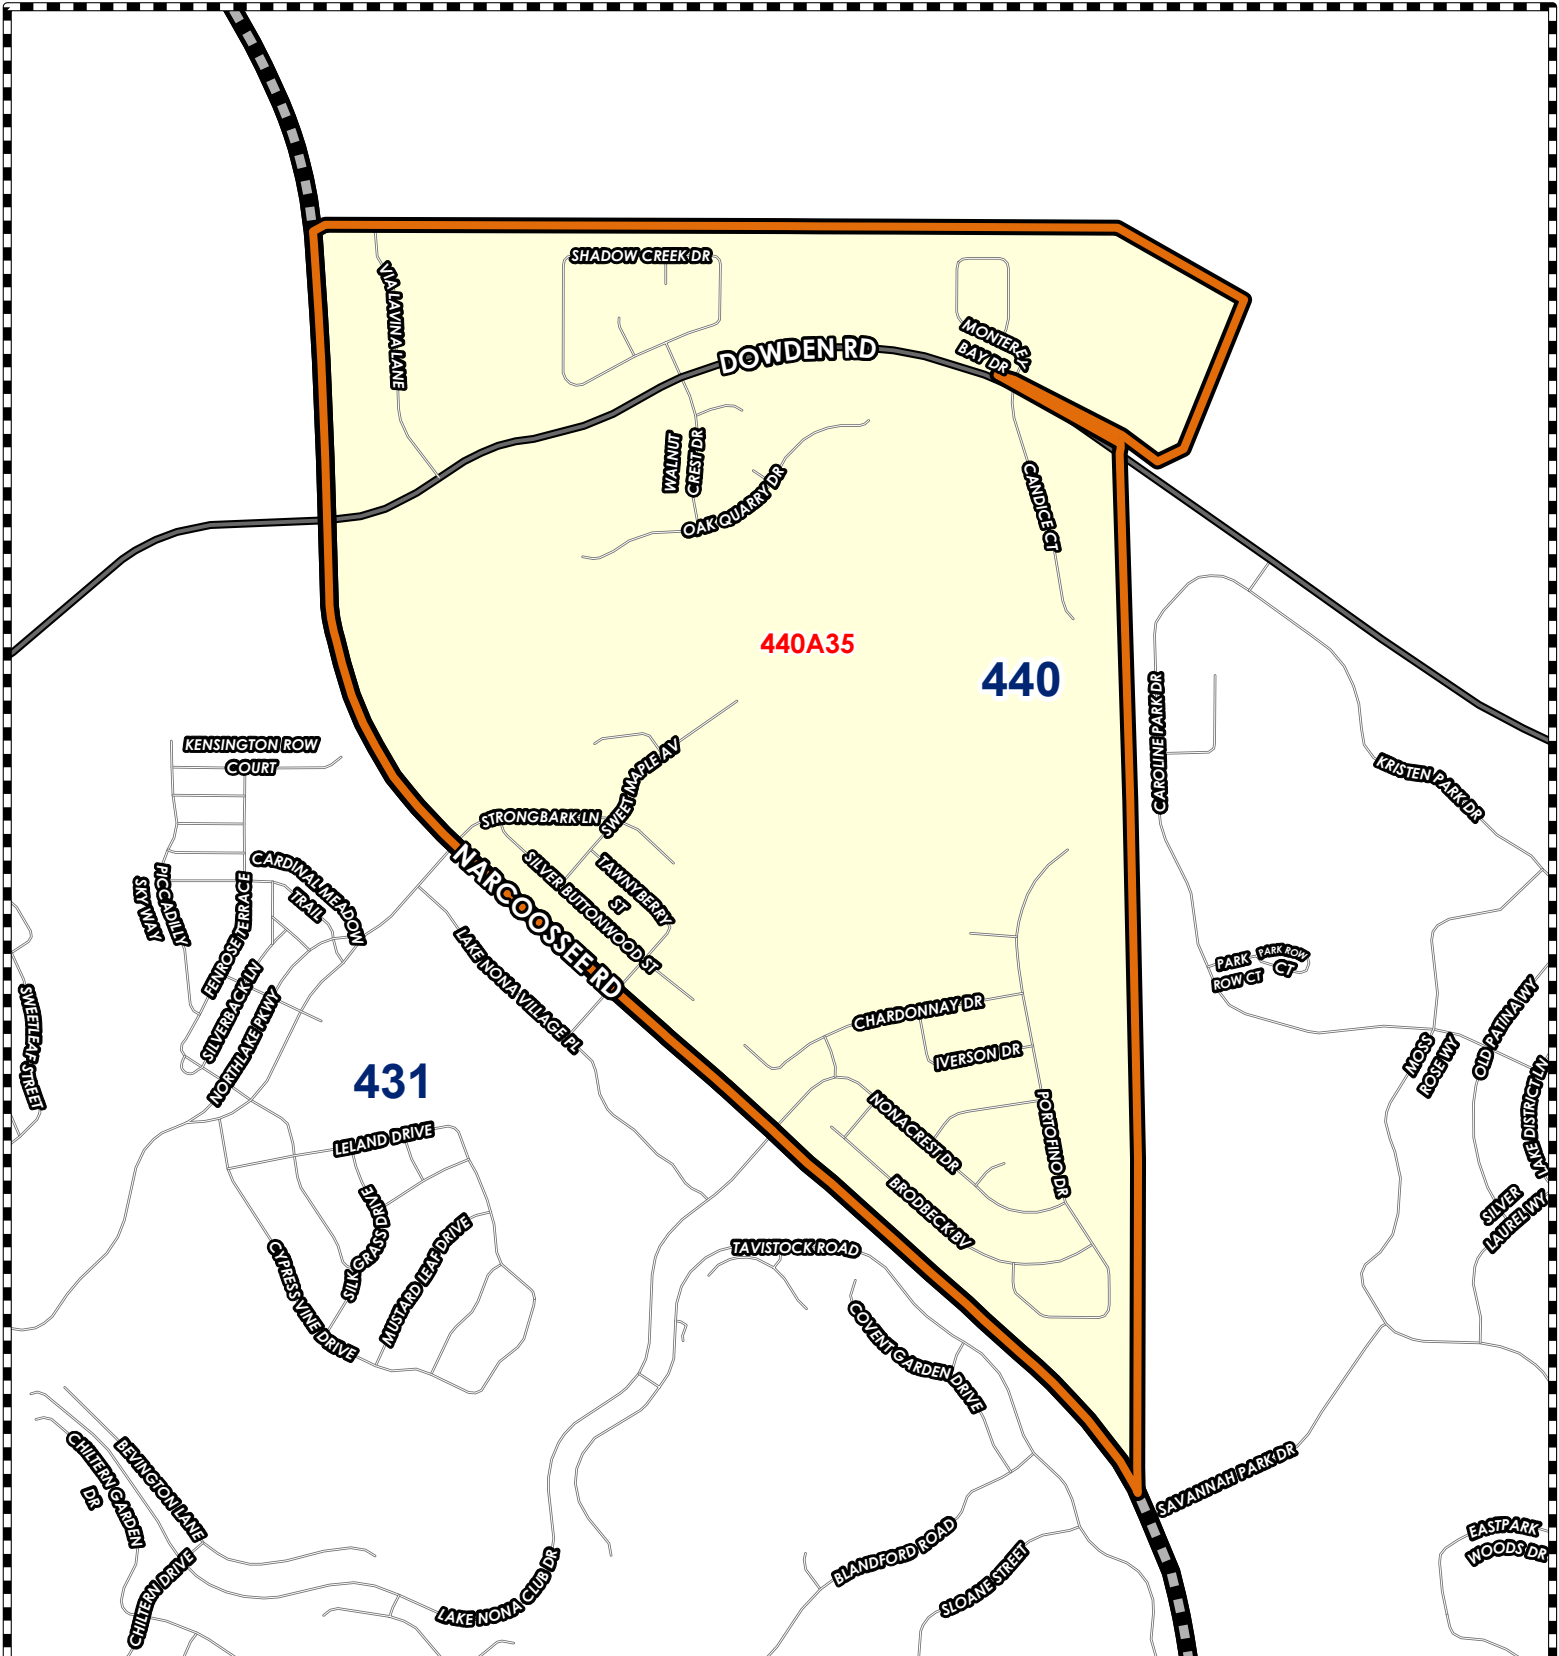 SHADOW CREEK DR
VIA LAVINA LANE
MONTEREY
BAY DR
DOWDEN RD
WALNUT
CREST DR
OAK QUARRY DR
CANDICE CT
440A35
440
CAROLINE PARK DR
KRISTEN PARK DR
KENSINGTON ROW
COURT
SWEET MAPLE AV
STRONGBARK LN
SILVER BUTTONWOOD ST
TAWNYBERRY
ST
NARCOOSSEE RD
CARDINAL MEADOW
TRAIL
PICCADILLY
SKY WAY
FENROSE TERRACE
SILVERBACK LN
NORTHLAKE PKWY
LAKE NONA VILLAGE PL
SWEETLEAF STREET
PARK
ROW CT
PARK ROW
CT
CHARDONNAY DR
IVERSON DR
NONACREST DR
PORTOFINO DR
BRODBECK BV
MOSS
ROSE WY
OLD PATINA WY
LAKE DISTRICT LN
SILVER
LAUREL WY
431
LELAND DRIVE
SILK GRASS DRIVE
MUSTARD LEAF DRIVE
CYPRESS VINE DRIVE
TAVISTOCK ROAD
COVENT GARDEN DRIVE
CHILTERN GARDEN
DR
BEVINGTON LANE
CHILTERN DRIVE
LAKE NONA CLUB DR
BLANDFORD ROAD
SLOANE STREET
SAVANNAH PARK DR
EASTPARK
WOODS DR